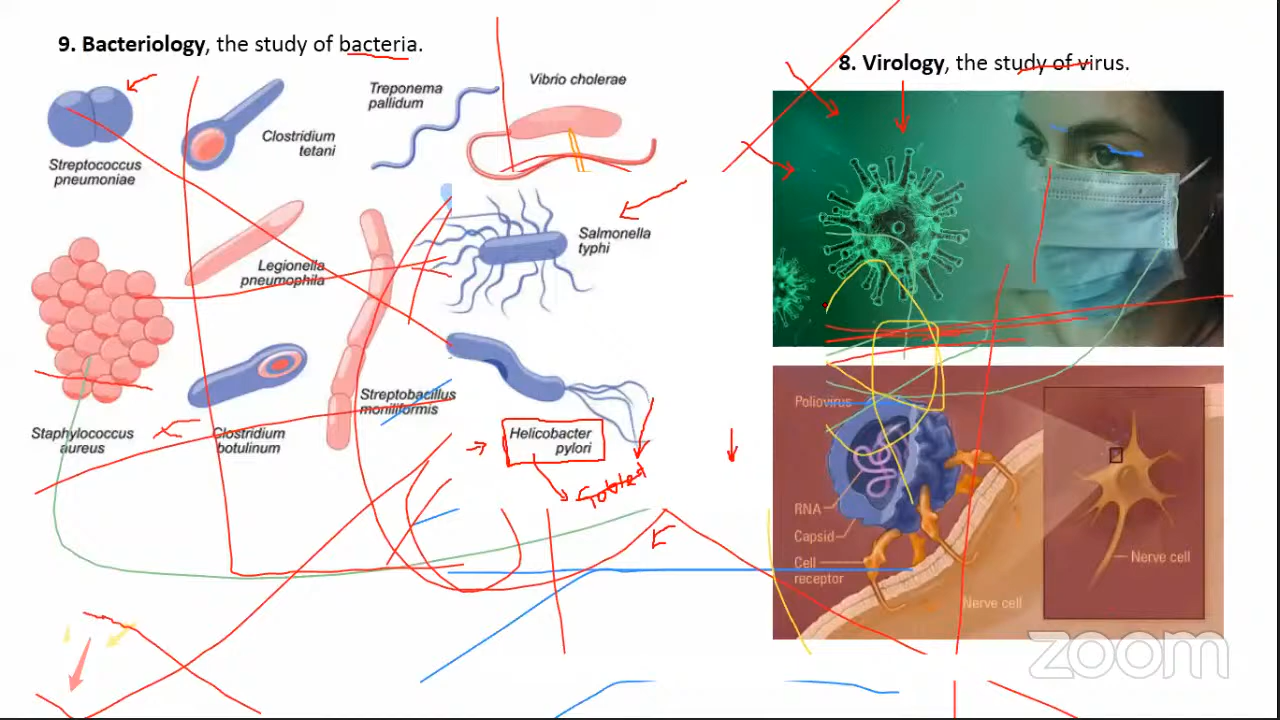 9. Bacteriology, the study of bacteria.
8. Virology, the study of virus.
Streptococcus
pneumoniae
Clostridium
tetani
Treponema
pallidum
Vibrio cholerae
Legionella
pneumophila
Salmonella
typhi
Staphylococcus
aureus
Clostridium
botulinum
Streptobacillus
moniliformis
Helicobacter
pylori
Poliovirus
RNA
Capsid
Cell
receptor
Nerve cell
Nerve cell
zoom